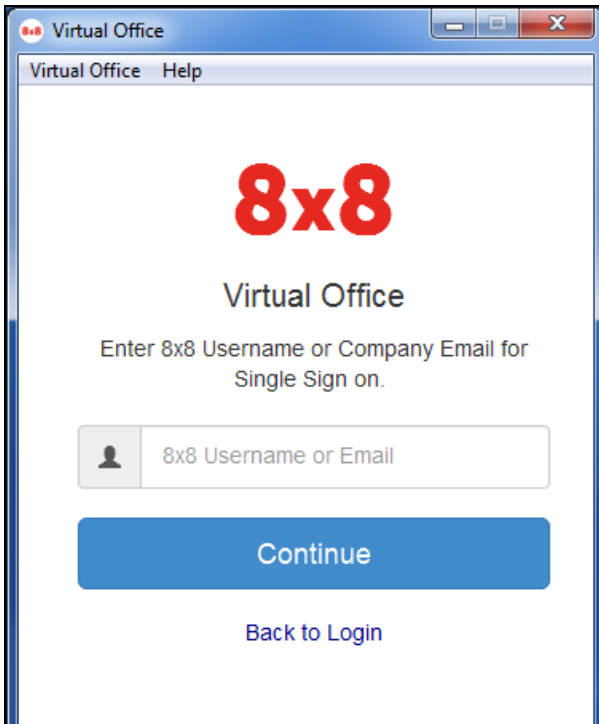 8x8 Virtual Office
Virtual Office Help
8x8
Virtual Office
Enter 8x8 Username or Company Email for
Single Sign on.
8x8 Username or Email
Continue
Back to Login